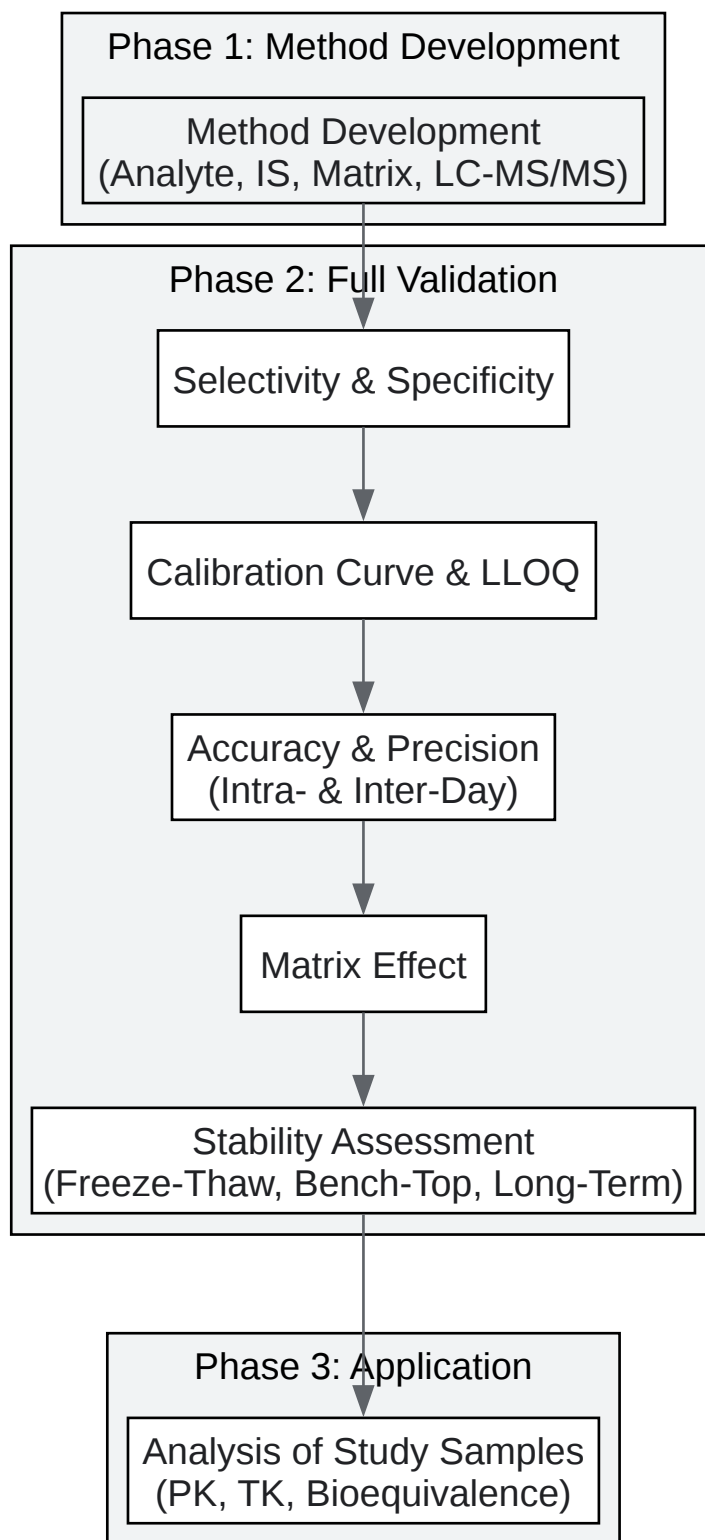 Phase 1: Method Development
Method Development
(Analyte, IS, Matrix, LC-MS/MS)
Phase 2: Full Validation
Selectivity & Specificity
Calibration Curve & LLOQ
Accuracy & Precision
(Intra- & Inter-Day)
Matrix Effect
Stability Assessment
(Freeze-Thaw, Bench-Top, Long-Term)
Phase 3: Application
Analysis of Study Samples
(PK, TK, Bioequivalence)